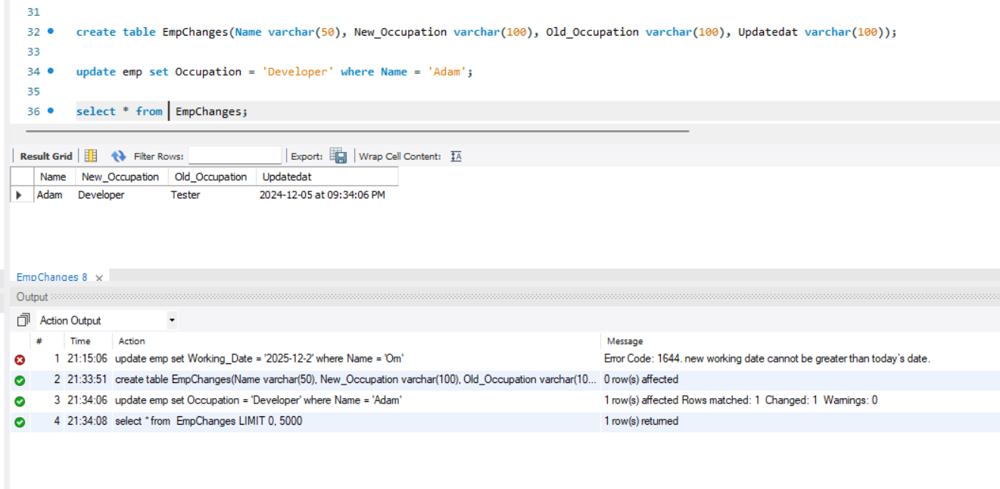 31
32 create table EmpChanges(Name varchar(50), New_Occupation varchar(100), Old_Occupation varchar(100), Updatedat varchar(100));
33
34 update emp set Occupation = 'Developer' where Name = 'Adam';
35
36 select * from EmpChanges;
Result Grid Filter Rows: Export: Wrap Cell Content: IA
Name New_Occupation Old_Occupation Updatedat
Adam Developer Tester 2024-12-05 at 09:34:06 PM
EmpChanges 8 ×
Output
Action Output
# Time Action Message
1 21:15:06 update emp set Working_Date = '2025-12-2' where Name = 'Om' Error Code: 1644. new working date cannot be greater than today's date.
2 21:33:51 create table EmpChanges(Name varchar(50), New_Occupation varchar(100), Old_Occupation varchar(10... 0 row(s) affected
3 21:34:06 update emp set Occupation = 'Developer' where Name = 'Adam' 1 row(s) affected Rows matched: 1 Changed: 1 Warnings: 0
4 21:34:08 select * from EmpChanges LIMIT 0, 5000 1 row(s) returned